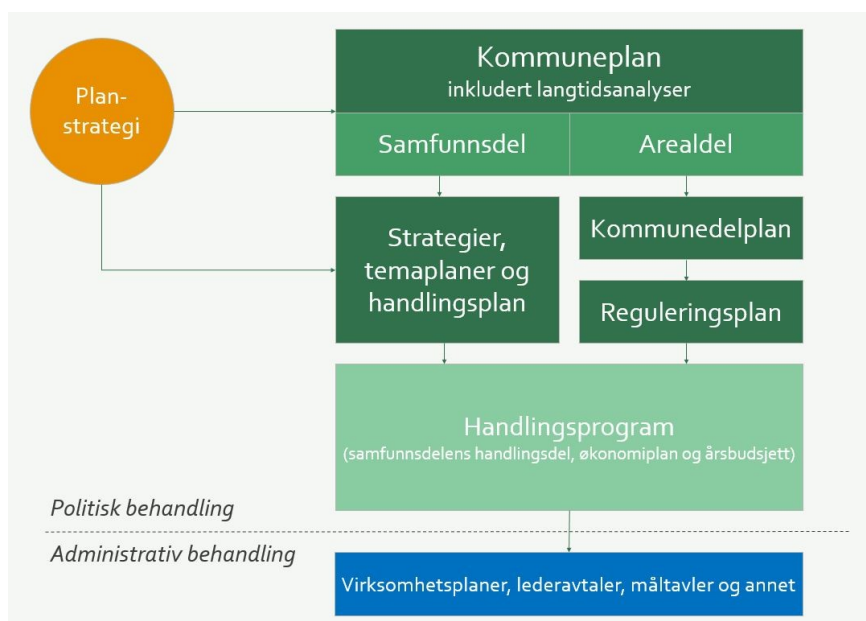 Plan-
strategi
Kommuneplan
inkludert langtidsanalyser
Samfunnsdel
Arealdel
Strategier,
temaplaner og
handlingsplan
Kommunedelplan
Reguleringsplan
Handlingsprogram
(samfunnsdelens handlingsdel, økonomiplan og årsbudsjett)
Politisk behandling
Administrativ behandling
Virksomhetsplaner, lederavtaler, måltavler og annet